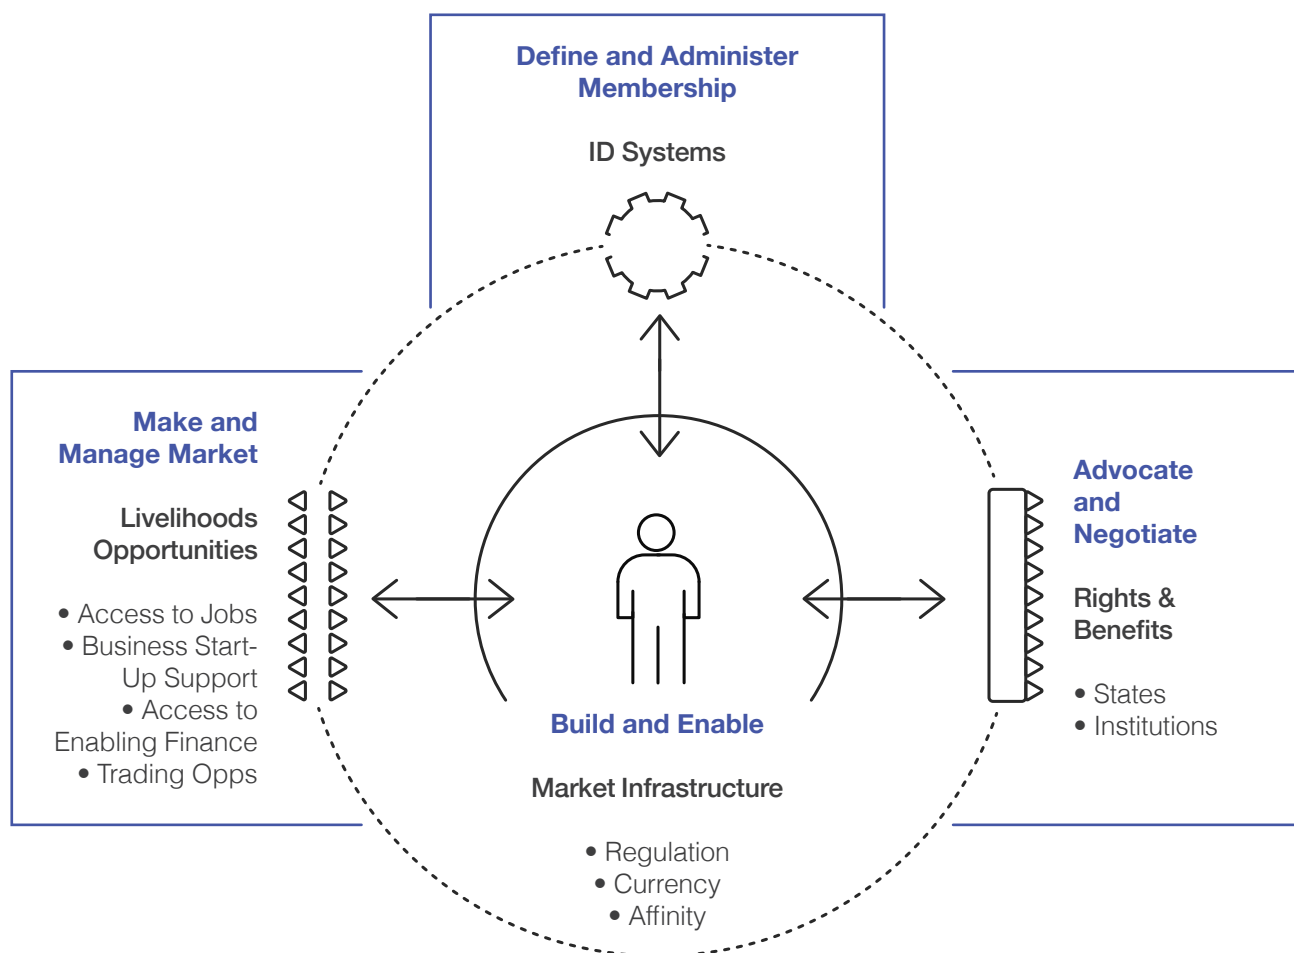 Define and Administer
Membership
ID Systems
Make and
Manage Market
Livelihoods
Opportunities
• Access to Jobs
• Business Start-
Up Support
• Access to
Enabling Finance
• Trading Opps
Advocate
and
Negotiate
Rights &
Benefits
• States
• Institutions
Build and Enable
Market Infrastructure
• Regulation
• Currency
• Affinity